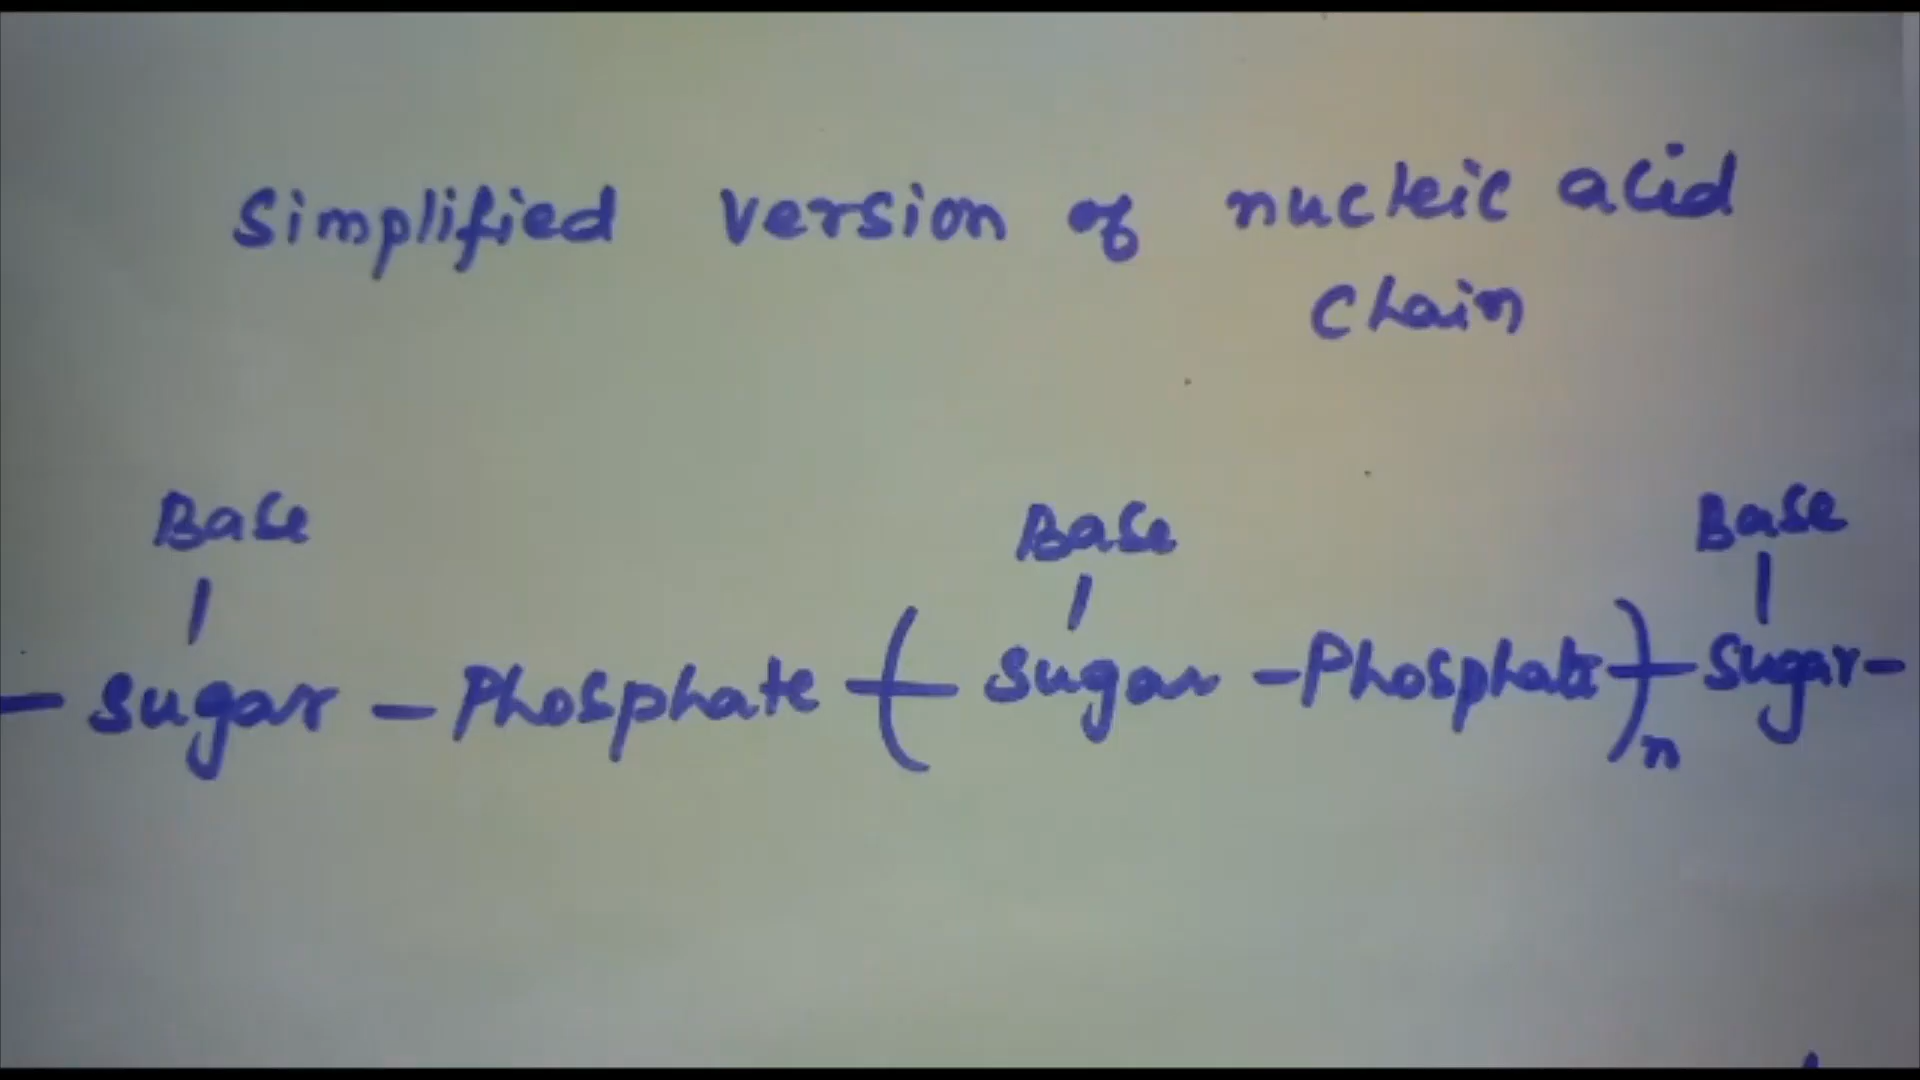 Simplified version of nucleic acid
chain
Base Base Base
| | |
- Sugar - Phosphate -( Sugar - Phosphate )-n Sugar -